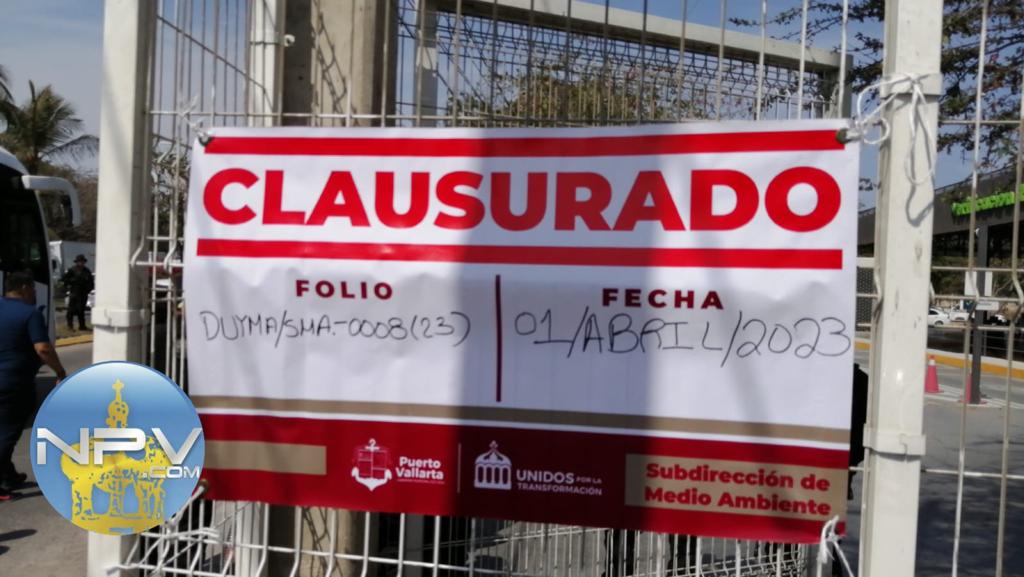 CLAUSURADO
FOLIO
DUYMA/SMA-0008(23)
FECHA
01/ABRIL/2023
Puerto
Vallarta
UNIDOS POR LA
TRANSFORMACIÓN
Subdirección de
Medio Ambiente
NPV
.COM